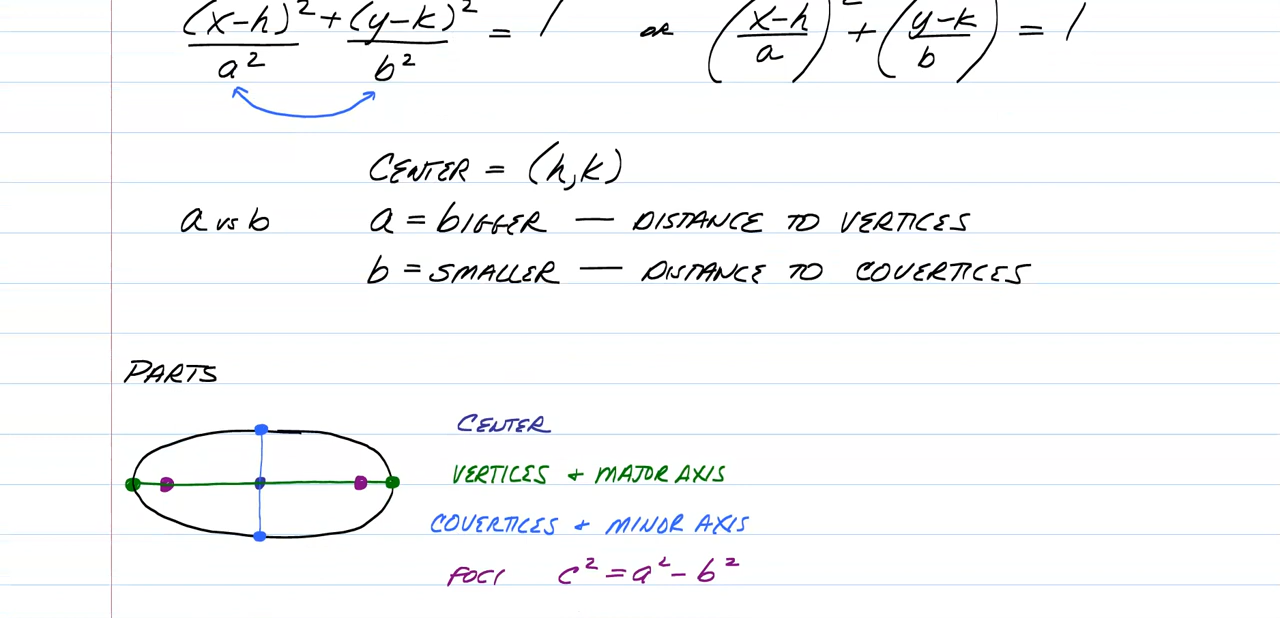 (x-h)²/a² + (y-k)²/b² = 1 or ((x-h)/a)² + ((y-k)/b) = 1
CENTER = (h,k)
a vs b a = bIGGER — DISTANCE TO VERTICES
b = SMALLER — DISTANCE TO COVERTICES
PARTS
CENTER
VERTICES + MAJOR AXIS
COVERTICES + MINOR AXIS
FOCI c² = a² - b²